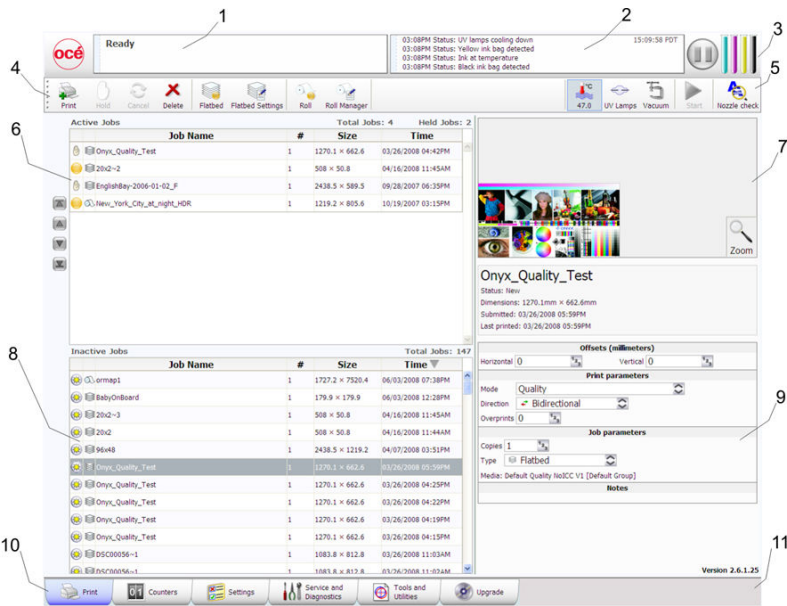 1
2
3
4
5
6
7
8
9
10
11
océ
Ready
03:08PM Status: UV lamps cooling down
15:09:58 PDT
03:08PM Status: Yellow ink bag detected
03:08PM Status: Ink at temperature
03:08PM Status: Black ink bag detected
Print Hold Cancel Delete Flatbed Flatbed Settings Roll Roll Manager 47.0 UV Lamps Vacuum Start Nozzle check
Active Jobs Total Jobs: 4 Held Jobs: 2
Job Name # Size Time
Onyx_Quality_Test 1 1270.1 × 662.6 03/26/2008 04:42PM
20x2~2 1 508 × 50.8 04/16/2008 11:45AM
EnglishBay-2006-01-02_F 1 2438.5 × 589.5 09/28/2007 06:35PM
New_York_City_at_night_HDR 1 1219.2 × 805.6 10/19/2007 03:15PM
Inactive Jobs Total Jobs: 147
Job Name # Size Time
ormap1 1 1727.2 × 7520.4 06/03/2008 07:38PM
BabyOnBoard 1 179.9 × 179.9 06/03/2008 12:28PM
20x2~3 1 508 × 50.8 04/16/2008 11:45AM
20x2 1 508 × 50.8 04/16/2008 11:44AM
96x48 1 2438.5 × 1219.2 04/07/2008 03:51PM
Onyx_Quality_Test 1 1270.1 × 662.6 03/26/2008 05:59PM
Onyx_Quality_Test 1 1270.1 × 662.6 03/26/2008 04:25PM
Onyx_Quality_Test 1 1270.1 × 662.6 03/26/2008 04:22PM
Onyx_Quality_Test 1 1270.1 × 662.6 03/26/2008 04:19PM
Onyx_Quality_Test 1 1270.1 × 662.6 03/26/2008 04:15PM
DSC00056~1 1 1083.8 × 812.8 03/26/2008 11:03AM
DSC00056~1 1 1083.8 × 812.8 03/26/2008 11:02AM
Zoom
Onyx_Quality_Test
Status: New
Dimensions: 1270.1mm × 662.6mm
Submitted: 03/26/2008 05:59PM
Last printed: 03/26/2008 05:59PM
Offsets (millimeters)
Horizontal 0 Vertical 0
Print parameters
Mode Quality
Direction Bidirectional
Overprints 0
Job parameters
Copies 1
Type Flatbed
Media: Default Quality NoICC V1 [Default Group]
Notes
Version 2.6.1.25
Print Counters Settings Service and Diagnostics Tools and Utilities Upgrade